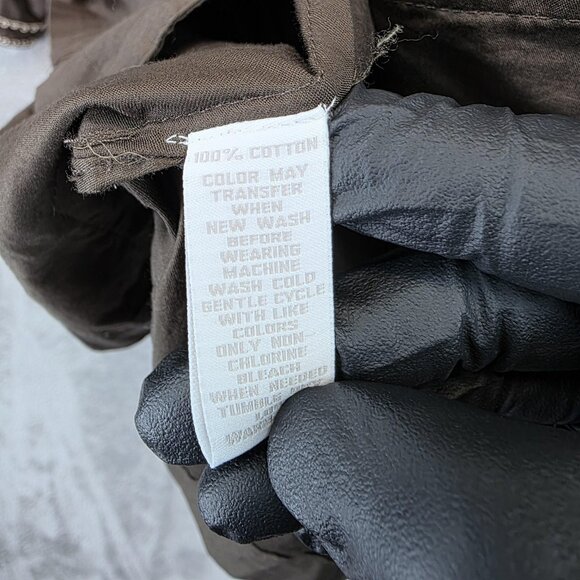 100% COTTON
COLOR MAY
TRANSFER
WHEN
NEW WASH
BEFORE
WEARING
MACHINE
WASH COLD
GENTLE CYCLE
WITH LIKE
COLORS
ONLY NON-
CHLORINE
BLEACH
WHEN NEEDED
TUMBLE